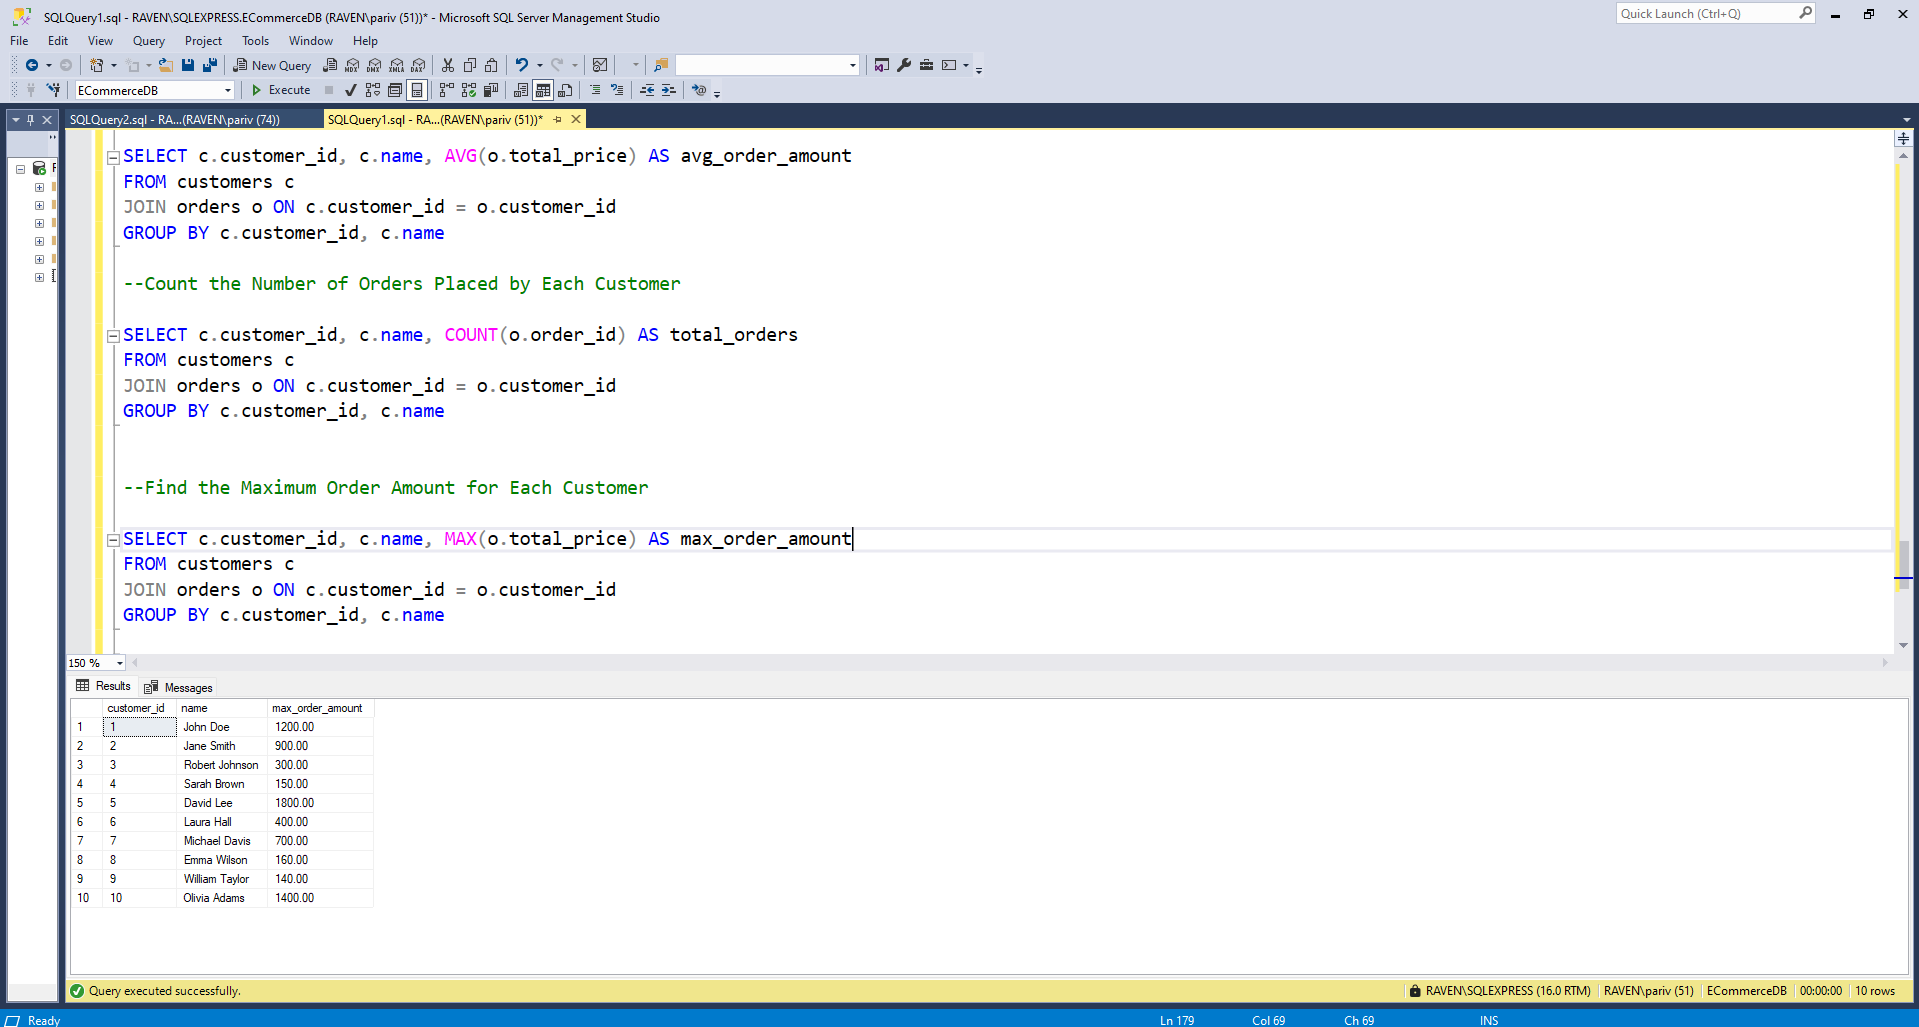 SQLQuery1.sql - RAVEN\SQLEXPRESS.ECommerceDB (RAVEN\pariv (51))* - Microsoft SQL Server Management Studio
Quick Launch (Ctrl+Q)
File Edit View Query Project Tools Window Help
New Query
MDX DMX XMLA DAX
ECommerceDB
Execute
SQLQuery2.sql - RA...(RAVEN\pariv (74))
SQLQuery1.sql - RA...(RAVEN\pariv (51))*
SELECT c.customer_id, c.name, AVG(o.total_price) AS avg_order_amount
FROM customers c
JOIN orders o ON c.customer_id = o.customer_id
GROUP BY c.customer_id, c.name
--Count the Number of Orders Placed by Each Customer
SELECT c.customer_id, c.name, COUNT(o.order_id) AS total_orders
FROM customers c
JOIN orders o ON c.customer_id = o.customer_id
GROUP BY c.customer_id, c.name
--Find the Maximum Order Amount for Each Customer
SELECT c.customer_id, c.name, MAX(o.total_price) AS max_order_amount
FROM customers c
JOIN orders o ON c.customer_id = o.customer_id
GROUP BY c.customer_id, c.name
150 %
Results Messages
customer_id name max_order_amount
1 1 John Doe 1200.00
2 2 Jane Smith 900.00
3 3 Robert Johnson 300.00
4 4 Sarah Brown 150.00
5 5 David Lee 1800.00
6 6 Laura Hall 400.00
7 7 Michael Davis 700.00
8 8 Emma Wilson 160.00
9 9 William Taylor 140.00
10 10 Olivia Adams 1400.00
Query executed successfully.
RAVEN\SQLEXPRESS (16.0 RTM) RAVEN\pariv (51) ECommerceDB 00:00:00 10 rows
Ready
Ln 179 Col 69 Ch 69 INS